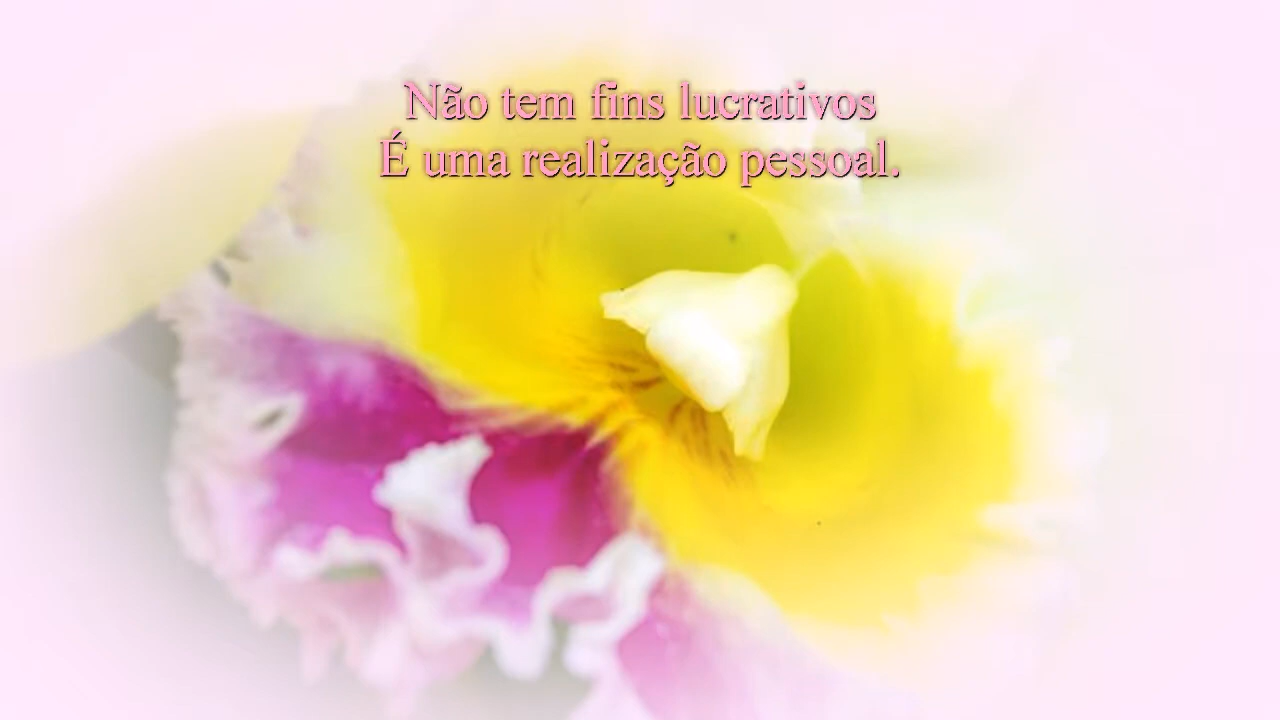 Não tem fins lucrativos
É uma realização pessoal.